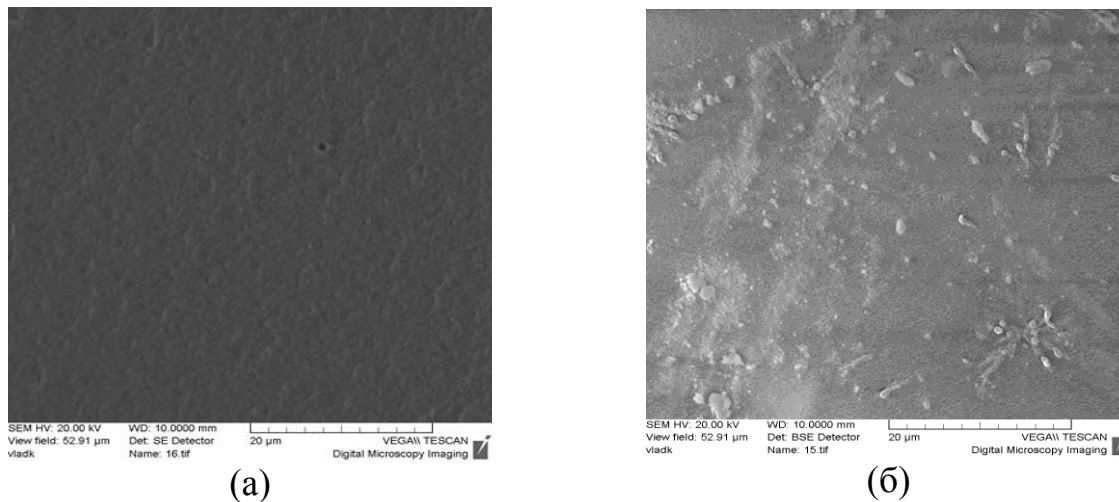 SEM HV: 20.00 kV WD: 10.0000 mm
View field: 52.91 µm Det: SE Detector 20 µm VEGA\\ TESCAN
vladk Name: 16.tif Digital Microscopy Imaging
(а)
SEM HV: 20.00 kV WD: 10.0000 mm
View field: 52.91 µm Det: BSE Detector 20 µm VEGA\\ TESCAN
vladk Name: 15.tif Digital Microscopy Imaging
(б)